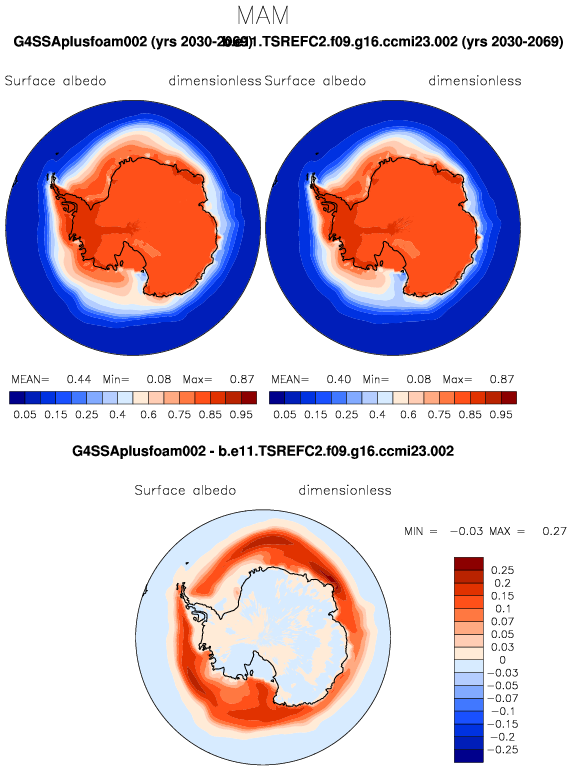 MAM
G4SSAplusfoam002 (yrs 2030-2069) b.e11.TSREFC2.f09.g16.ccmi23.002 (yrs 2030-2069)
Surface albedo dimensionless Surface albedo dimensionless
MEAN= 0.44 Min= 0.08 Max= 0.87 MEAN= 0.40 Min= 0.08 Max= 0.87
0.05 0.15 0.25 0.4 0.6 0.75 0.85 0.95 0.05 0.15 0.25 0.4 0.6 0.75 0.85 0.95
G4SSAplusfoam002 - b.e11.TSREFC2.f09.g16.ccmi23.002
Surface albedo dimensionless
MIN = -0.03 MAX = 0.27
0.25
0.2
0.15
0.1
0.07
0.05
0.03
0
-0.03
-0.05
-0.07
-0.1
-0.15
-0.2
-0.25